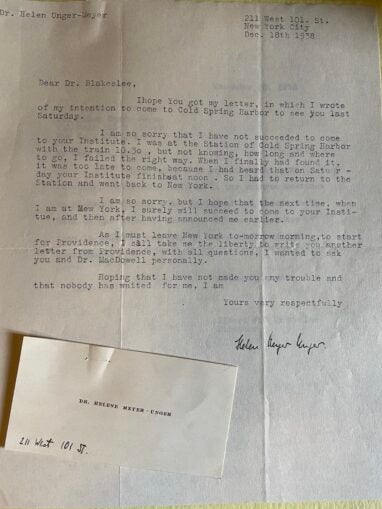 Dr. Helen Unger-Meyer
211 West 101. St.
New York City
Dec. 18th 1938
Dear Dr. Blakeslee,
Ihope You got my letter, in which I wrote
of my intention to come to Cold Spring Harbor to see you last
Saturday.
I am so sorry that I have not succeeded to come
to your Institute. I was at the Station of Cold Spring Harbor
with the train 10.30 , but not knowing, how long and where
to go, I failed the right way. When I finally had found it,
it was to late to come, because I had heard that on Satur -
day your Institute finishuat noon . So I had to return to the
Station and went back to New York.
I am so sorry, but I hope that the next time, when
I am at New York, I surely will succeed to come to your Insti-
tue, and then after having announced me earlier.
As I must leave New York to-morrow morning,to start
for Providence, I shall take me the liberty to write you another
letter from Providence, with all questions, I wanted to ask
you and Dr. MacDowell personally.
Hoping that I have not made you any trouble and
that nobody has waited for me, I am
Yours very respectfully
Helen Meyer Unger.
DR. HELENE MEYER-UNGER
211 West 101 St.